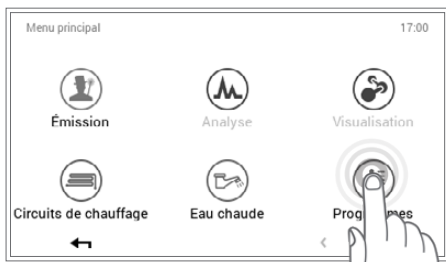 Menu principal 17:00
Émission Analyse Visualisation
Circuits de chauffage Eau chaude